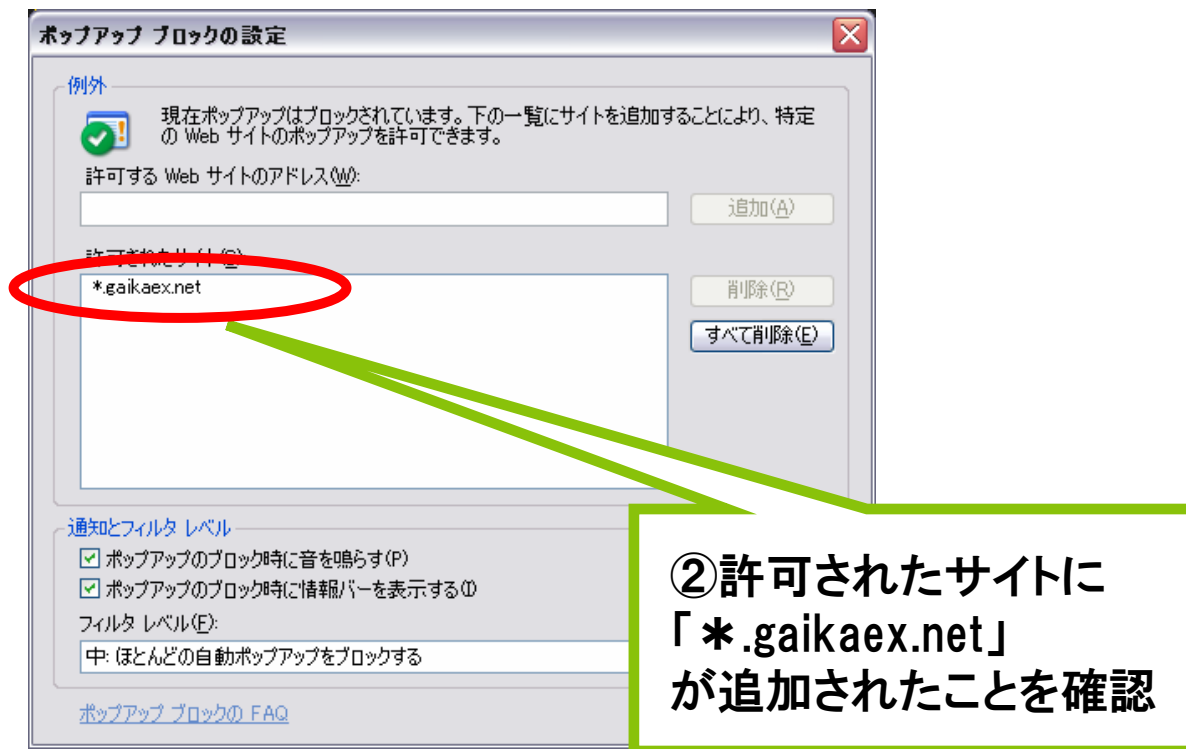 ポップアップ ブロックの設定
例外
現在ポップアップはブロックされています。下の一覧にサイトを追加することにより、特定
の Web サイトのポップアップを許可できます。
許可する Web サイトのアドレス(W):
追加(A)
許可されたサイト(S):
*.gaikaex.net
削除(R)
すべて削除(E)
通知とフィルタ レベル
ポップアップのブロック時に音を鳴らす(P)
ポップアップのブロック時に情報バーを表示する(I)
フィルタ レベル(F):
中: ほとんどの自動ポップアップをブロックする
ポップアップ ブロックの FAQ
②許可されたサイトに
「＊.gaikaex.net」
が追加されたことを確認